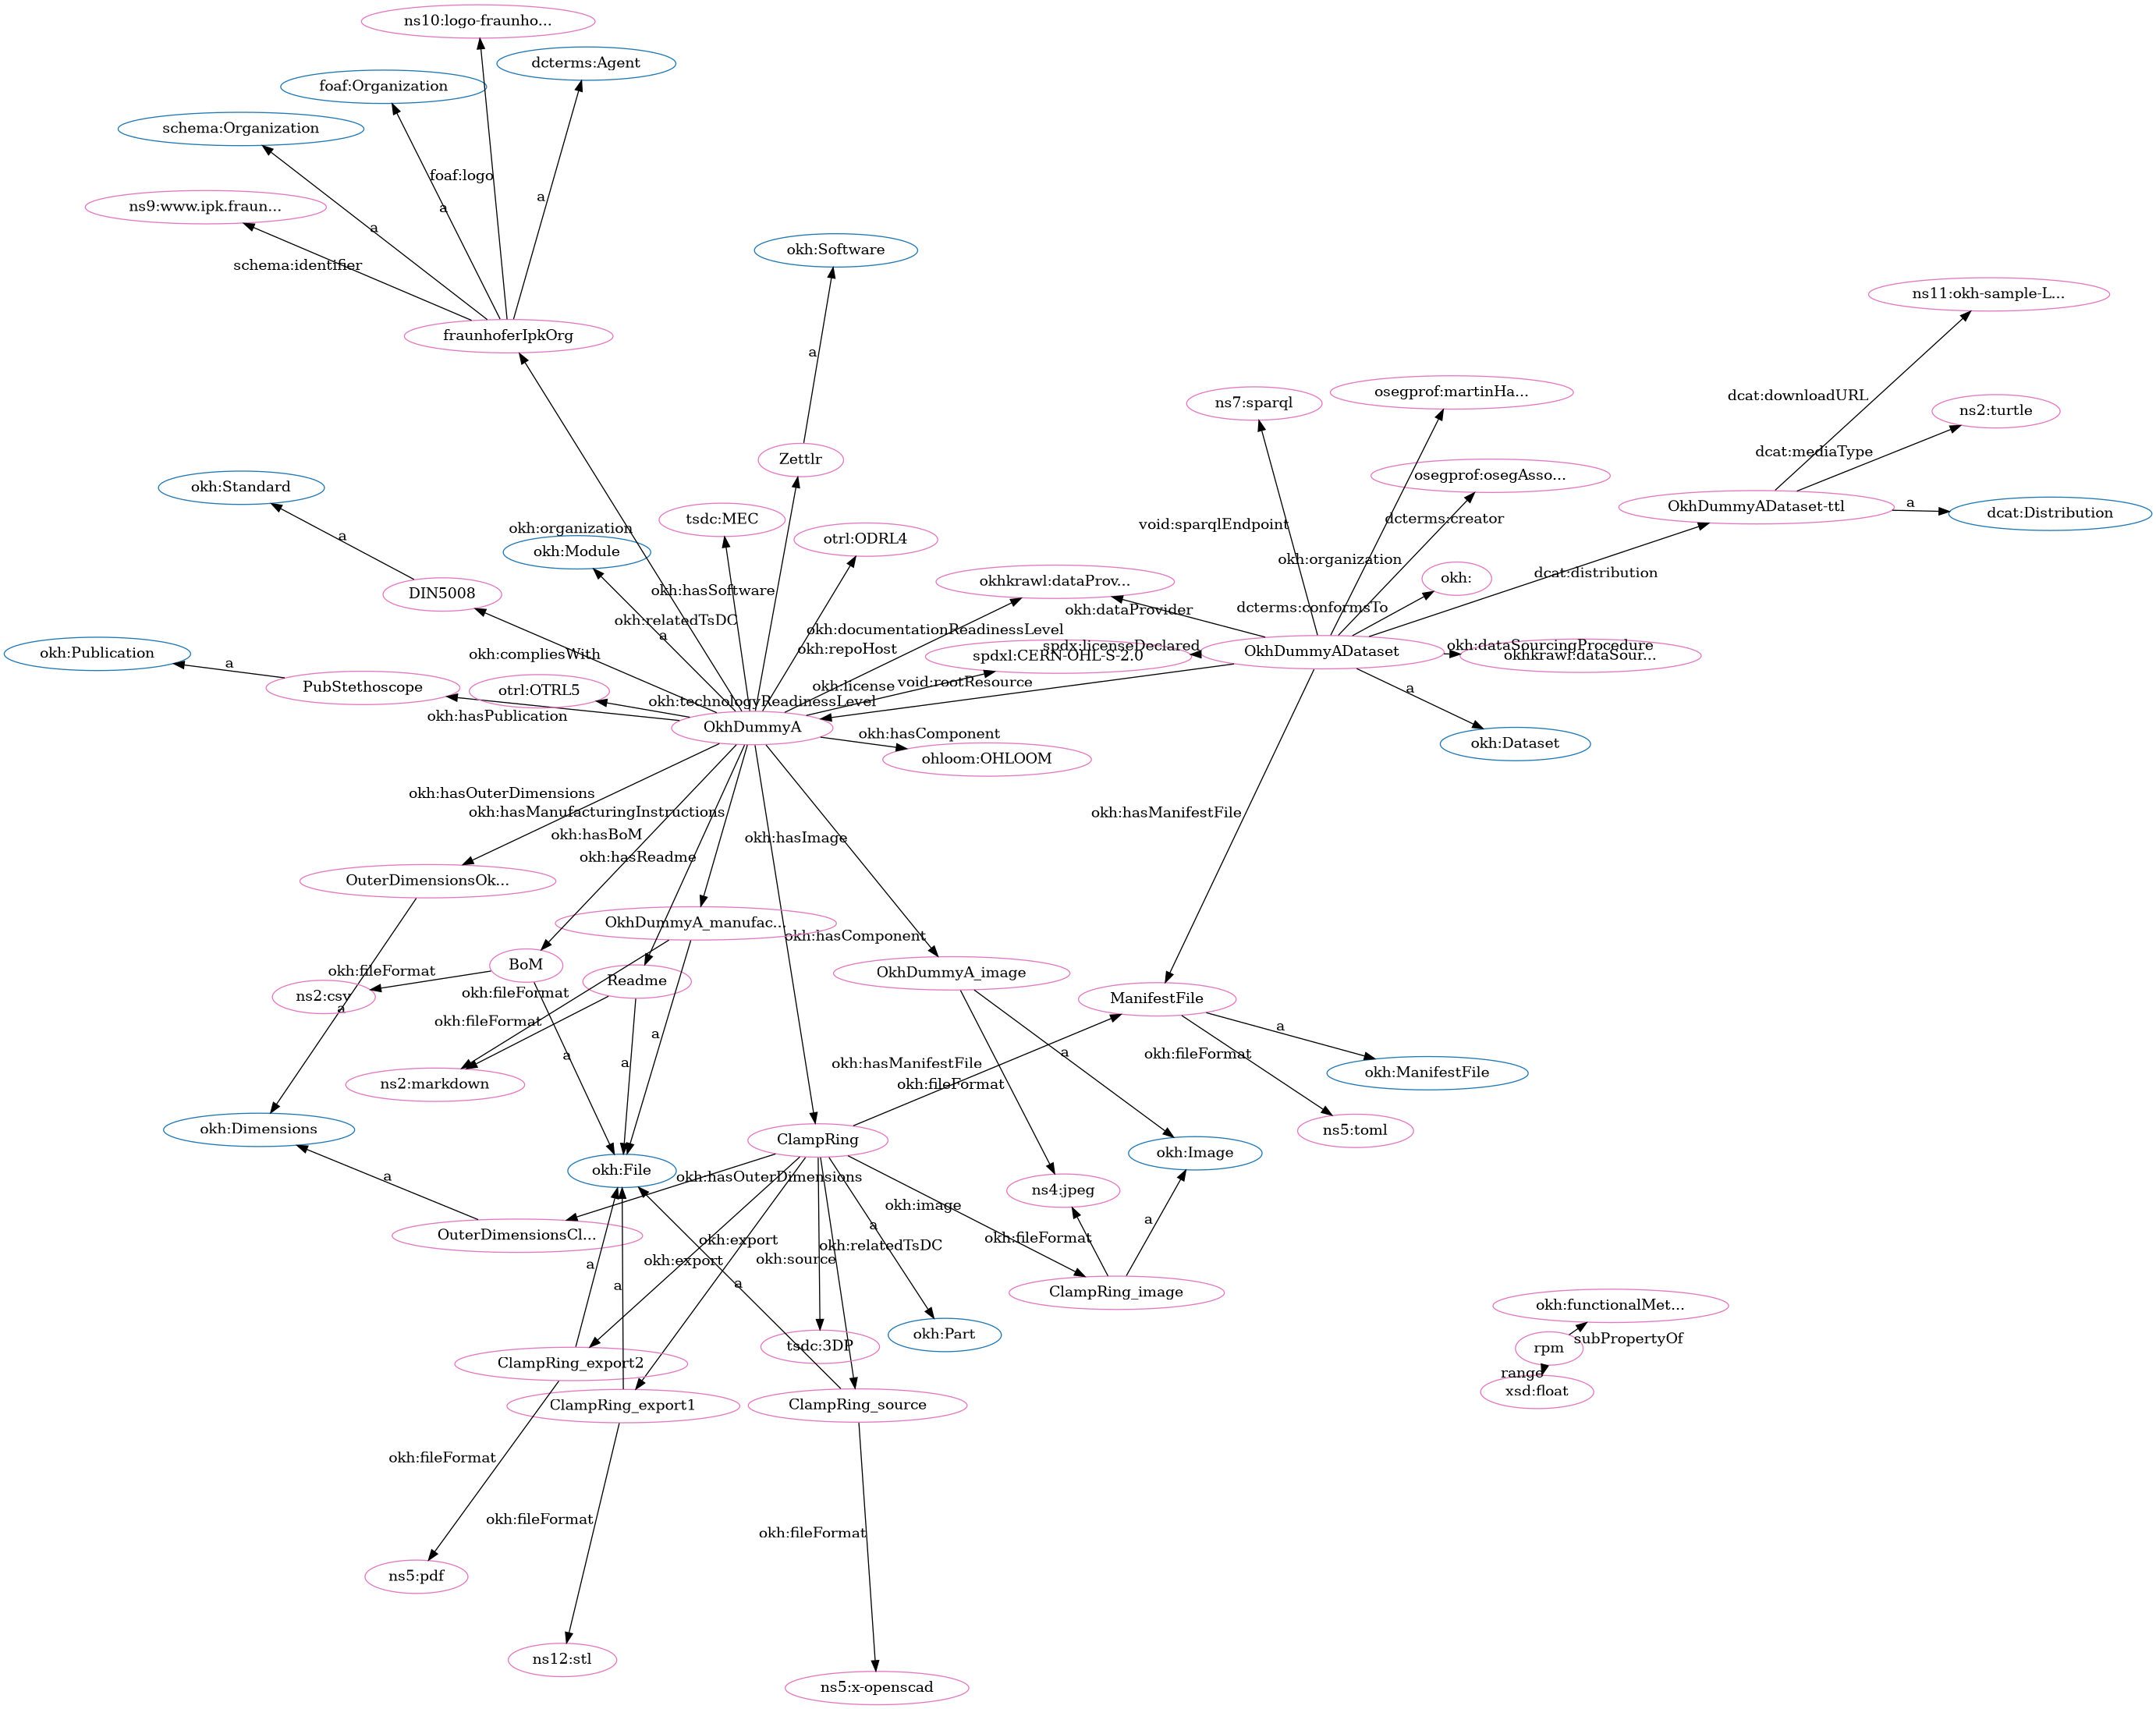 ns10:logo-fraunho...
dcterms:Agent
foaf:Organization
schema:Organization
foaf:logo
a
a
ns9:www.ipk.fraun...
a
okh:Software
schema:identifier
ns11:okh-sample-L...
fraunhoferIpkOrg
a
osegprof:martinHa...
dcat:downloadURL
ns7:sparql
ns2:turtle
dcat:mediaType
Zettlr
osegprof:osegAsso...
okh:Standard
a
OkhDummyADataset-ttl
dcat:Distribution
tsdc:MEC
dcterms:creator
void:sparqlEndpoint
okh:organization
a
otrl:ODRL4
okh:Module
okh:organization
dcat:distribution
okh:
okhkrawl:dataProv...
okh:hasSoftware
DIN5008
okh:dataProvider
dcterms:conformsTo
okh:relatedTsDC
okh:documentationReadinessLevel
a
okh:repoHost
spdx:licenseDeclared
okh:dataSourcingProcedure
okh:Publication
a
okh:compliesWith
spdxl:CERN-OHL-S-2.0
OkhDummyADataset
okhkrawl:dataSour...
PubStethoscope
otrl:OTRL5
okh:license
void:rootResource
a
okh:technologyReadinessLevel
okh:hasPublication
OkhDummyA
okh:hasComponent
okh:Dataset
ohloom:OHLOOM
okh:hasOuterDimensions
okh:hasManufacturingInstructions
okh:hasManifestFile
okh:hasBoM
okh:hasImage
okh:hasReadme
OuterDimensionsOk...
OkhDummyA_manufac...
okh:hasComponent
BoM
okh:fileFormat
OkhDummyA_image
Readme
okh:fileFormat
ns2:csv
ManifestFile
a
okh:fileFormat
a
a
a
okh:fileFormat
a
a
okh:hasManifestFile
okh:ManifestFile
ns2:markdown
okh:fileFormat
okh:Dimensions
ns5:toml
ClampRing
okh:Image
okh:File
a
okh:hasOuterDimensions
ns4:jpeg
okh:image
a
a
OuterDimensionsCl...
okh:export
okh:relatedTsDC
okh:fileFormat
okh:export
okh:source
a
a
a
ClampRing_image
okh:functionalMet...
okh:Part
subPropertyOf
tsdc:3DP
rpm
ClampRing_export2
range
xsd:float
ClampRing_export1
ClampRing_source
okh:fileFormat
okh:fileFormat
okh:fileFormat
ns5:pdf
ns12:stl
ns5:x-openscad